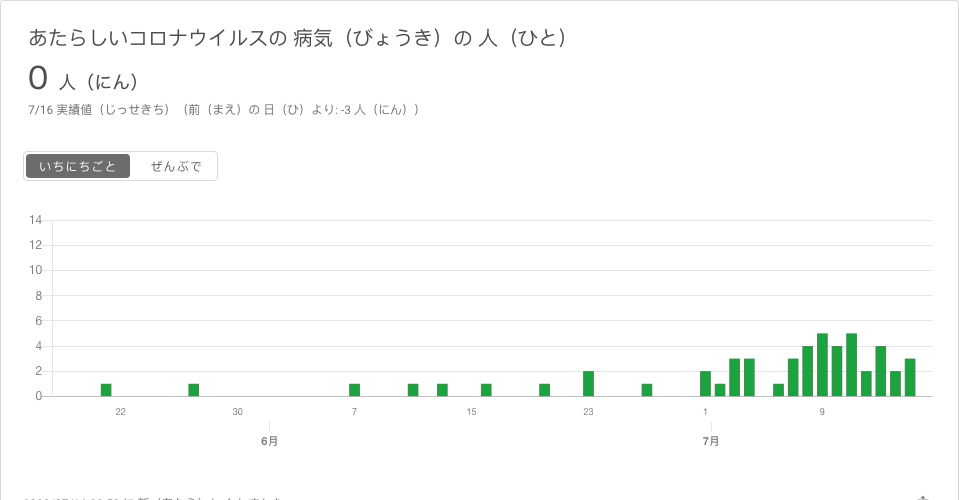 あたらしいコロナウイルスの 病気（びょうき）の 人（ひと）
0 人（にん）
7/16 実績値（じっせきち）（前（まえ）の 日（ひ）より: -3 人（にん））
いちにちごと ぜんぶで
14
12
10
8
6
4
2
0
22 30 7 15 23 1 9
6月 7月